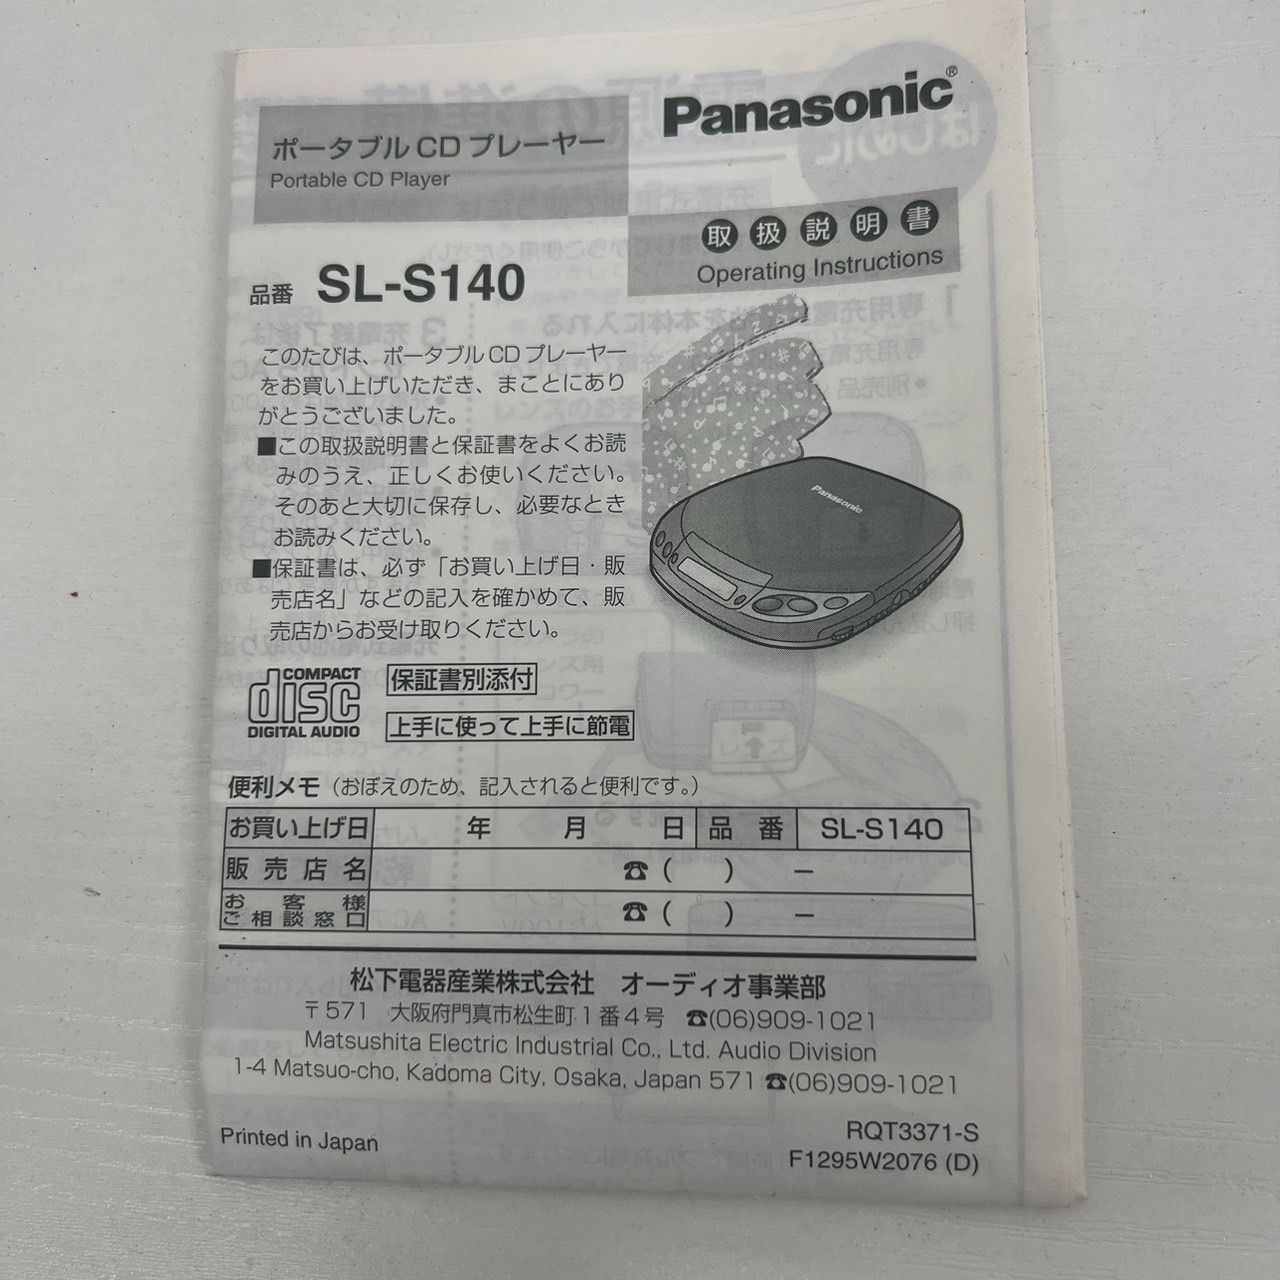 Panasonic®
ポータブル CD プレーヤー
Portable CD Player
取扱説明書
Operating Instructions
品番 SL-S140
このたびは、ポータブル CD プレーヤー
をお買い上げいただき、まことにあり
がとうございました。
■この取扱説明書と保証書をよくお読
みのうえ、正しくお使いください。
そのあと大切に保存し、必要なとき
お読みください。
■保証書は、必ず「お買い上げ日・販
売店名」などの記入を確かめて、販
売店からお受け取りください。
Panasonic
COMPACT
disc
DIGITAL AUDIO
保証書別添付
上手に使って上手に節電
便利メモ（おぼえのため、記入されると便利です。）
お買い上げ日 年 月 日 品 番 SL-S140
販売店名 ☎( ) －
お客様
ご相談窓口 ☎( ) －
松下電器産業株式会社 オーディオ事業部
〒571 大阪府門真市松生町1番4号 ☎(06)909-1021
Matsushita Electric Industrial Co., Ltd. Audio Division
1-4 Matsuo-cho, Kadoma City, Osaka, Japan 571 ☎(06)909-1021
Printed in Japan
RQT3371-S
F1295W2076 (D)